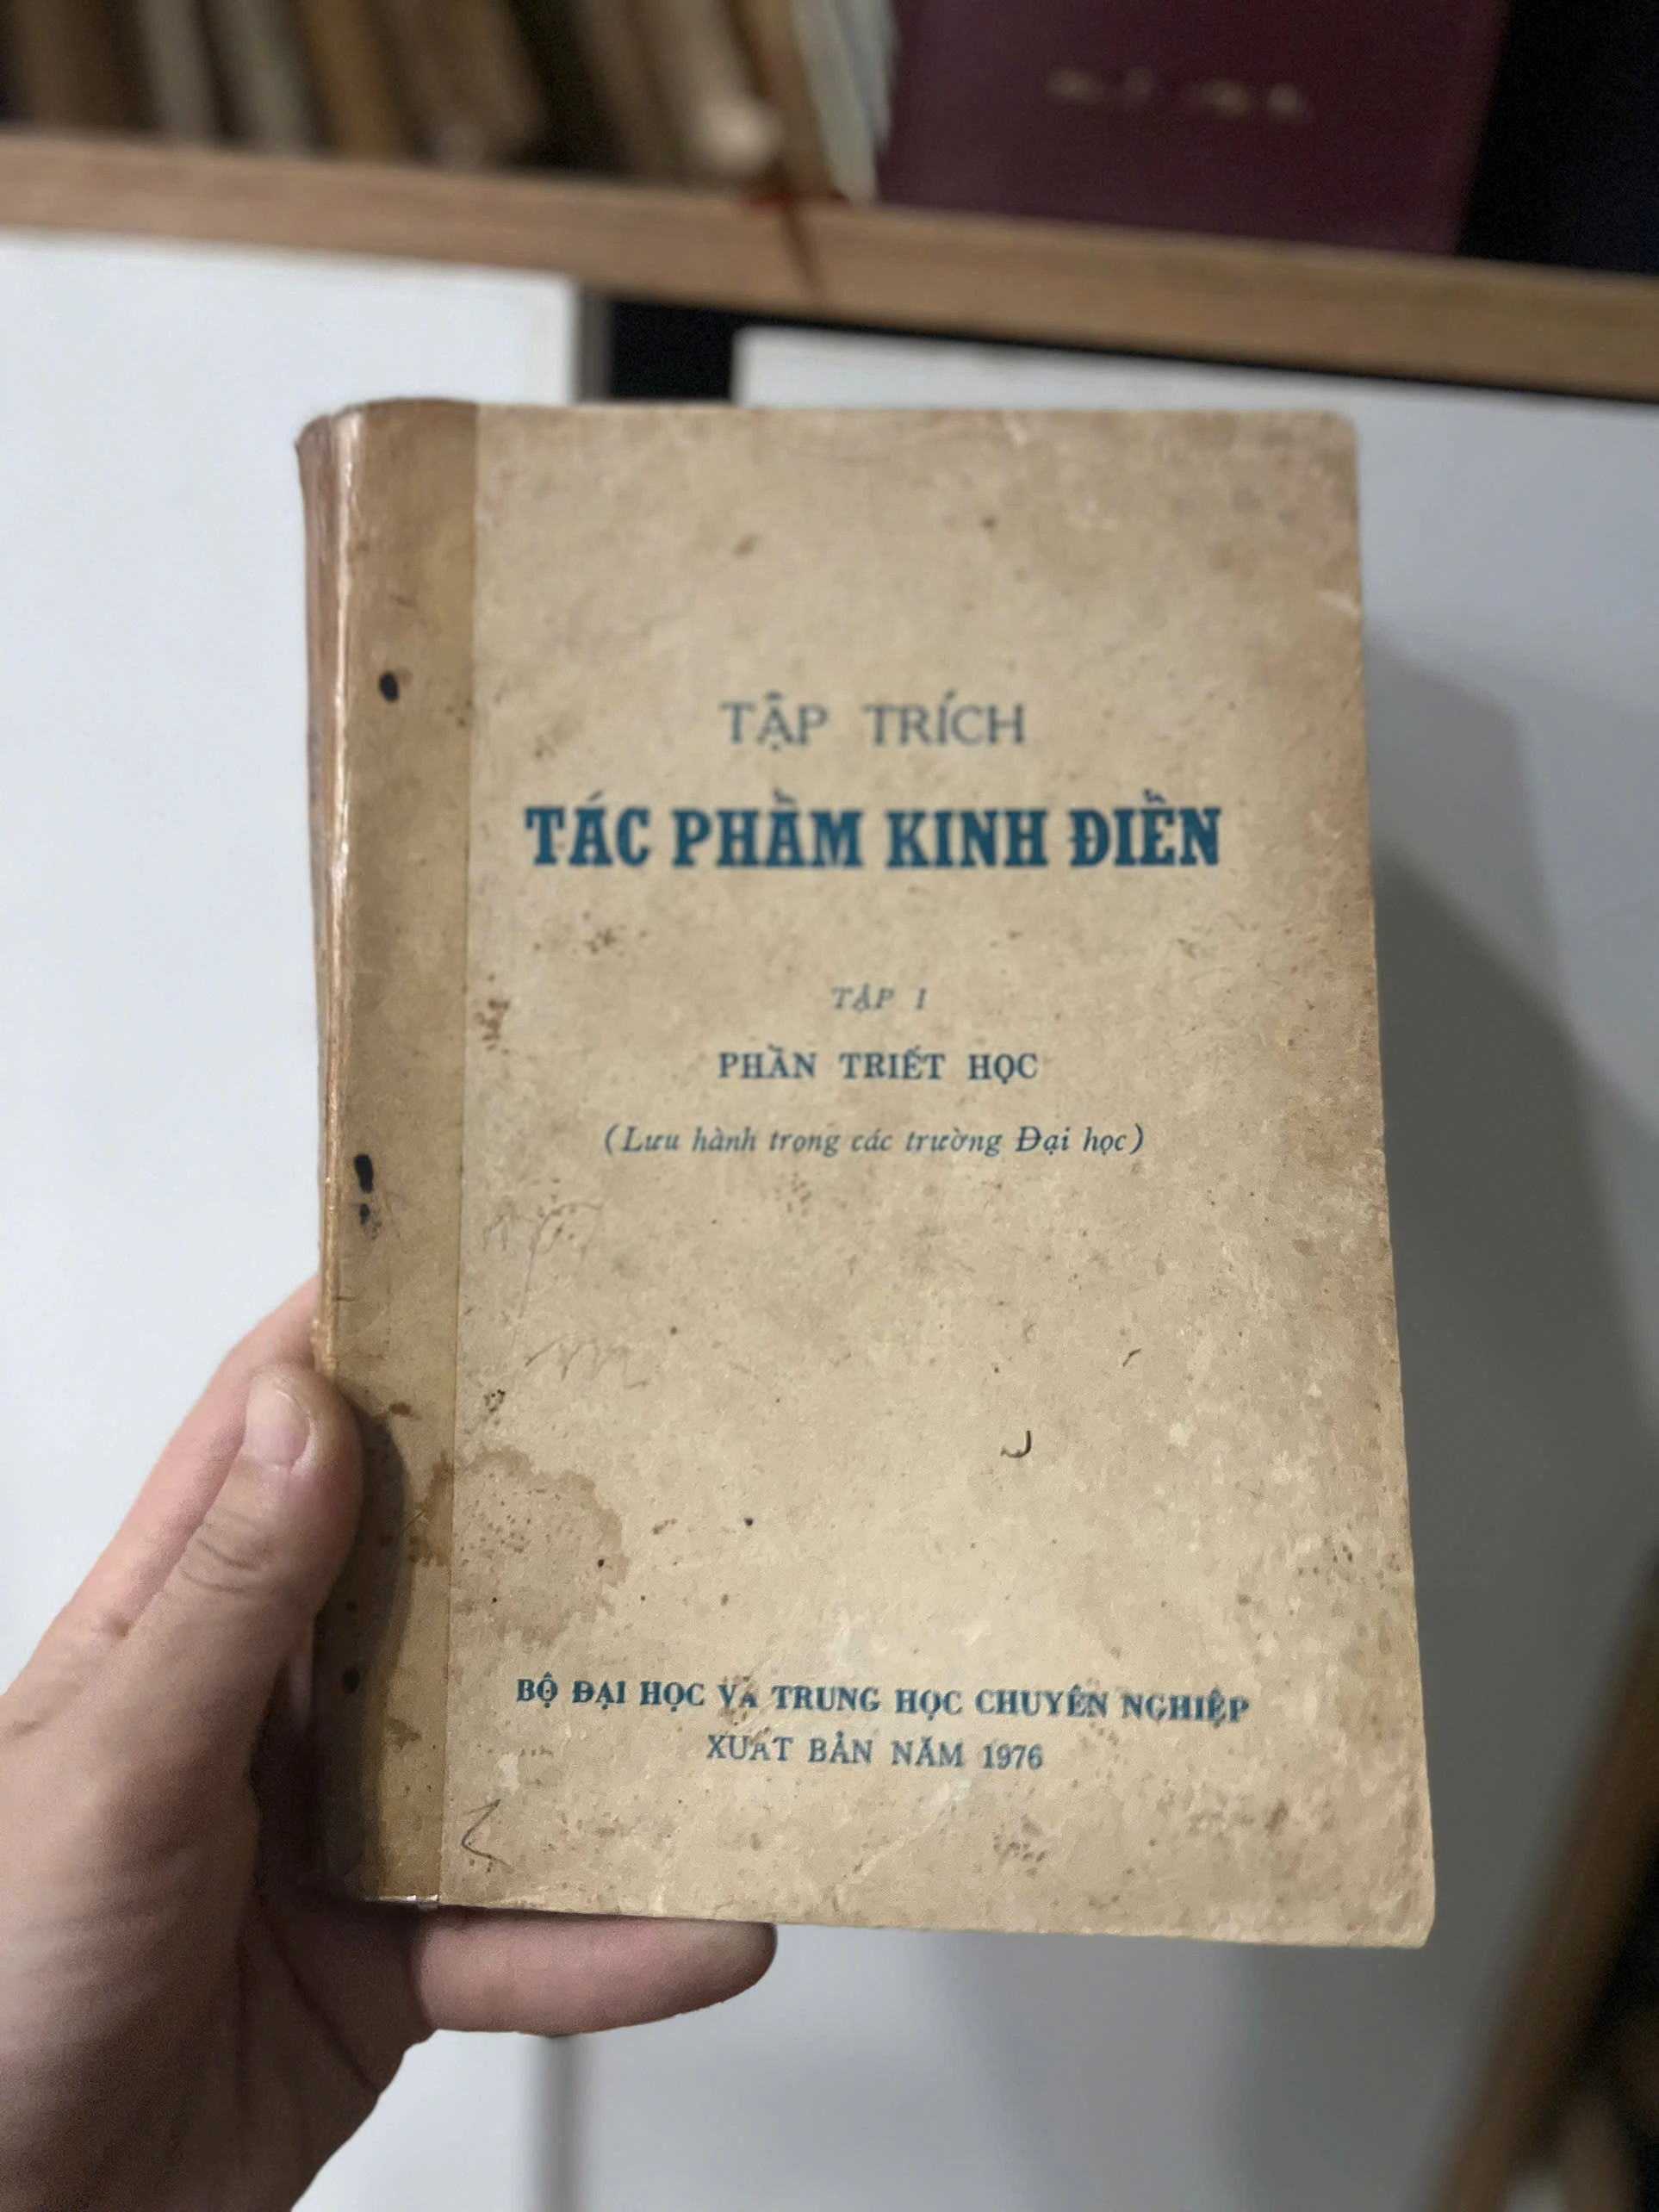 TẬP TRÍCH
TÁC PHẨM KINH ĐIỂN
TẬP I
PHẦN TRIẾT HỌC
(Lưu hành trong các trường Đại học)
BỘ ĐẠI HỌC VÀ TRUNG HỌC CHUYÊN NGHIỆP
XUẤT BẢN NĂM 1976